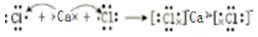 :Cl· + ×Ca× + ·Cl: ⟶ [:Cl×]⁻Ca²⁺[×Cl:]⁻